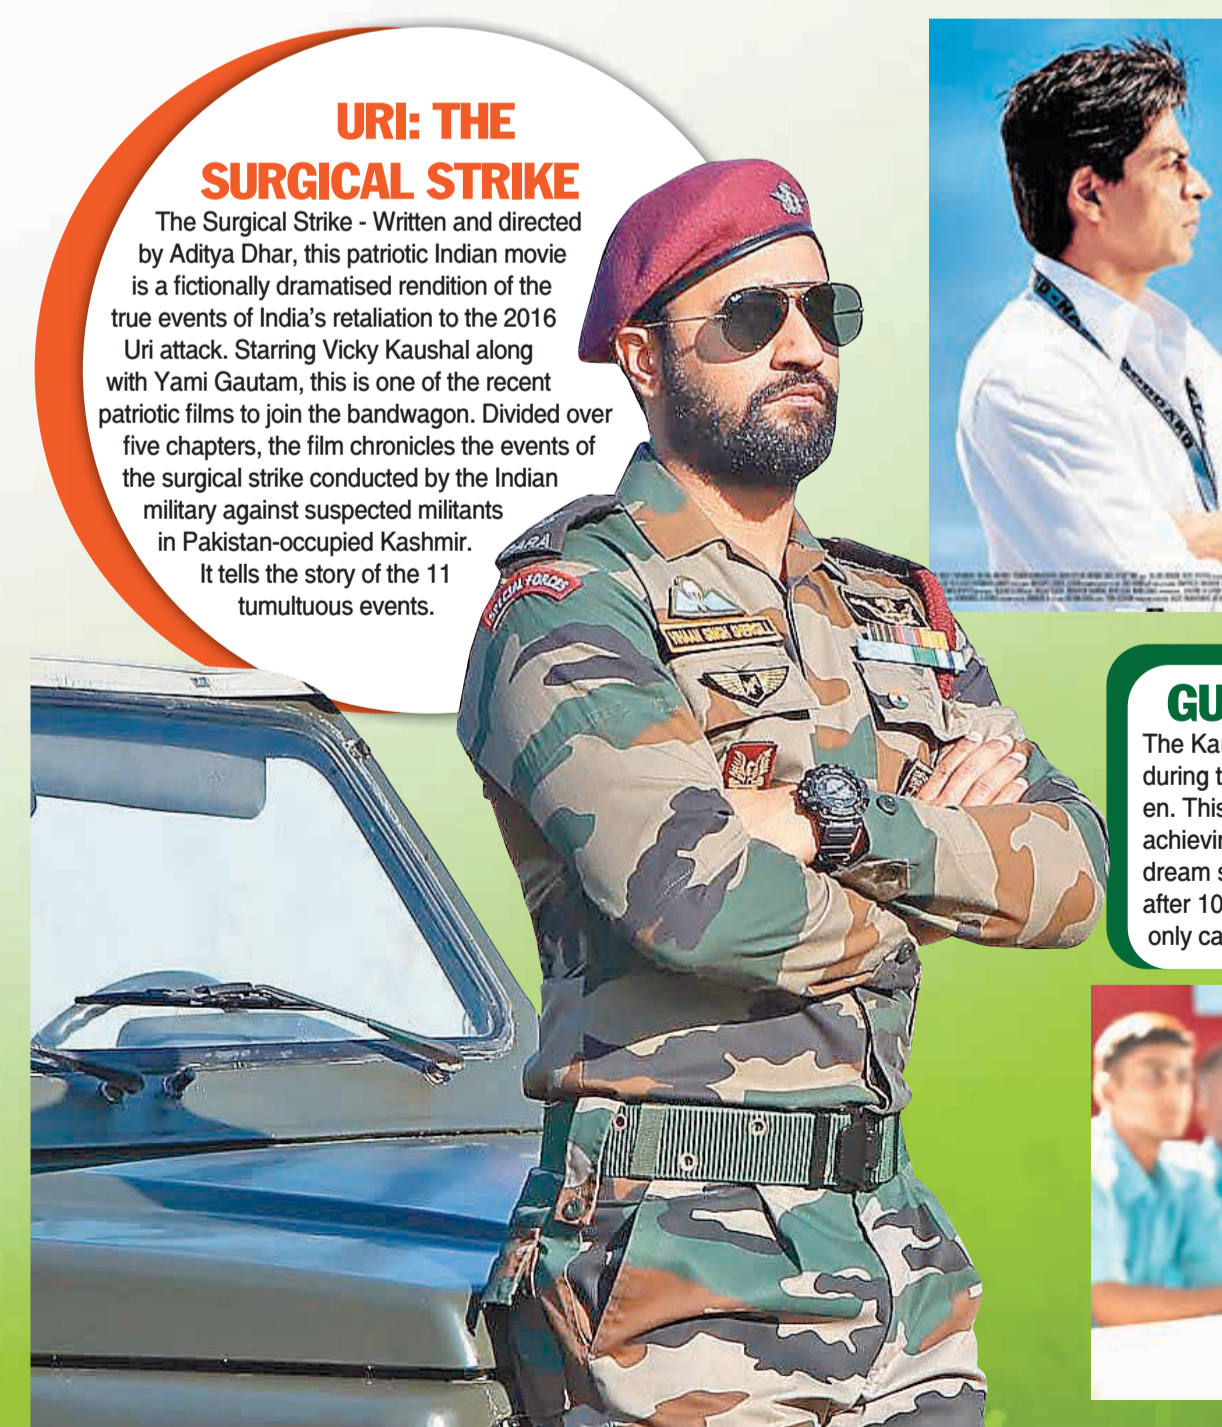 URI: THE
SURGICAL STRIKE
The Surgical Strike - Written and directed
by Aditya Dhar, this patriotic Indian movie
is a fictionally dramatised rendition of the
true events of India's retaliation to the 2016
Uri attack. Starring Vicky Kaushal along
with Yami Gautam, this is one of the recent
patriotic films to join the bandwagon. Divided over
five chapters, the film chronicles the events of
the surgical strike conducted by the Indian
military against suspected militants
in Pakistan-occupied Kashmir.
It tells the story of the 11
tumultuous events.
PARA
SPECIAL FORCES
VIHAAN SINGH SHERGILL
GU
The Kar
during t
en. This
achievin
dream s
after 10
only ca